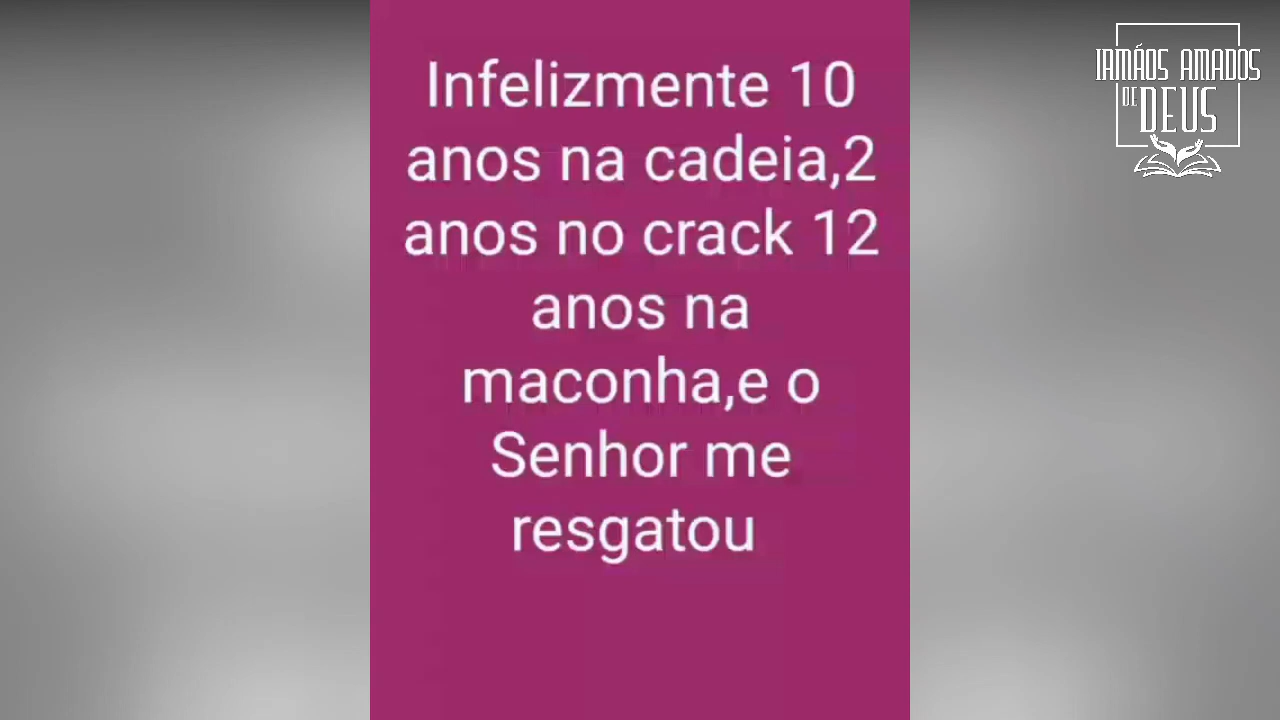 Infelizmente 10
anos na cadeia,2
anos no crack 12
anos na
maconha,e o
Senhor me
resgatou
IRMÃOS AMADOS
DE DEUS